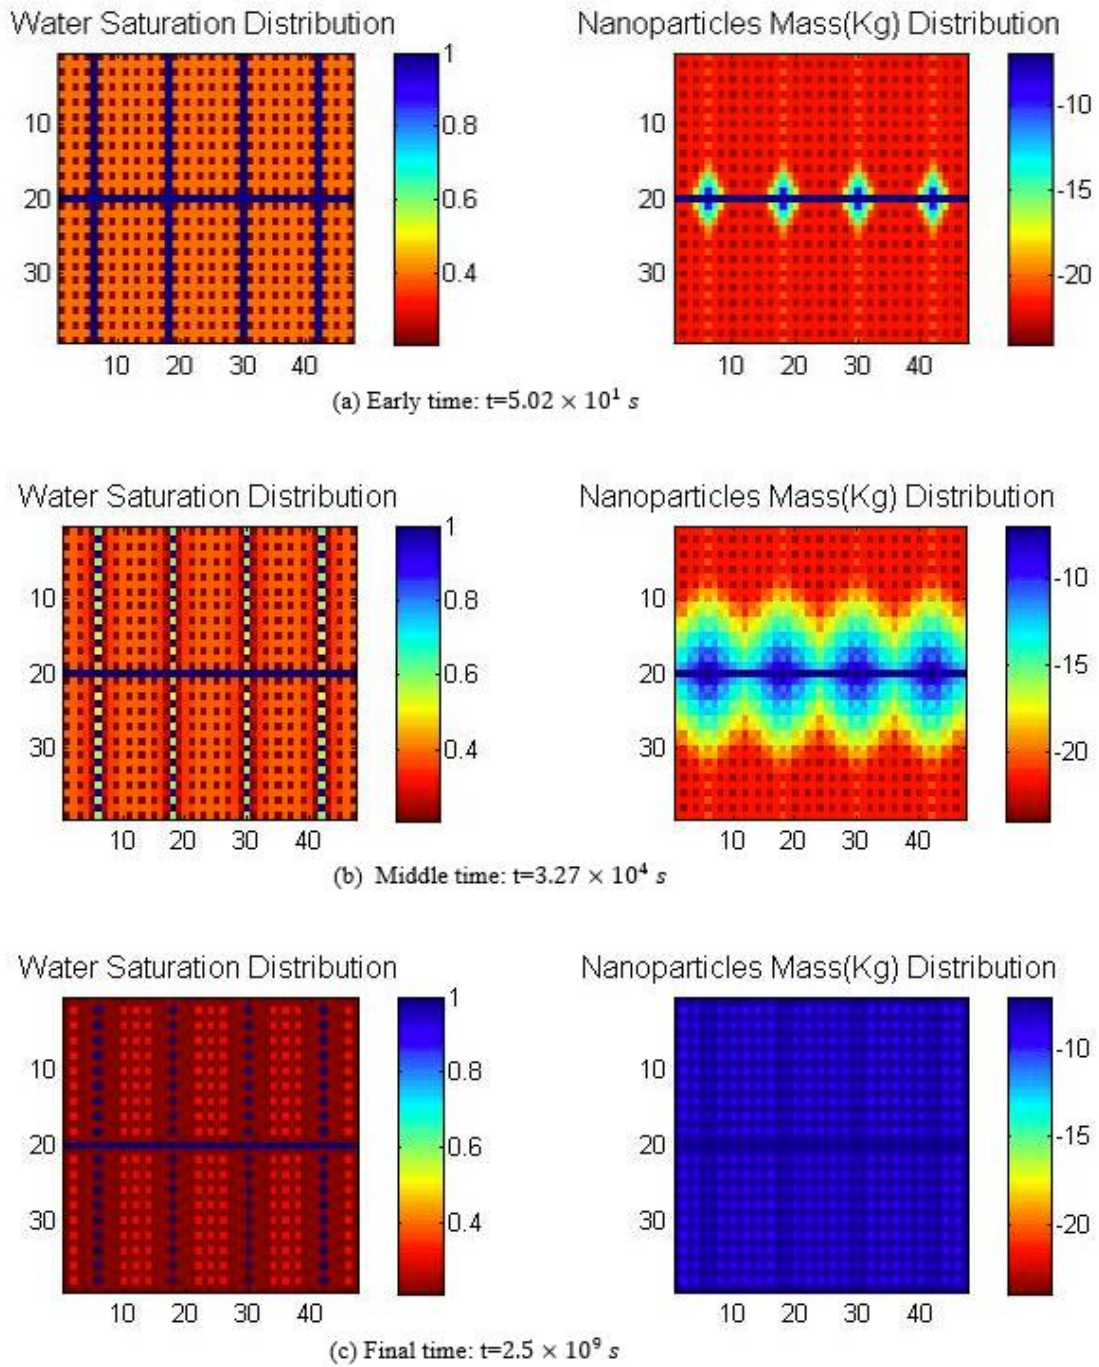 Water Saturation Distribution
Nanoparticles Mass(Kg) Distribution
10
20
30
10 20 30 40
1
0.8
0.6
0.4
10
20
30
10 20 30 40
-10
-15
-20
(a) Early time: t=5.02 × 10¹ s
Water Saturation Distribution
Nanoparticles Mass(Kg) Distribution
10
20
30
10 20 30 40
1
0.8
0.6
0.4
10
20
30
10 20 30 40
-10
-15
-20
(b) Middle time: t=3.27 × 10⁴ s
Water Saturation Distribution
Nanoparticles Mass(Kg) Distribution
10
20
30
10 20 30 40
1
0.8
0.6
0.4
10
20
30
10 20 30 40
-10
-15
-20
(c) Final time: t=2.5 × 10⁹ s